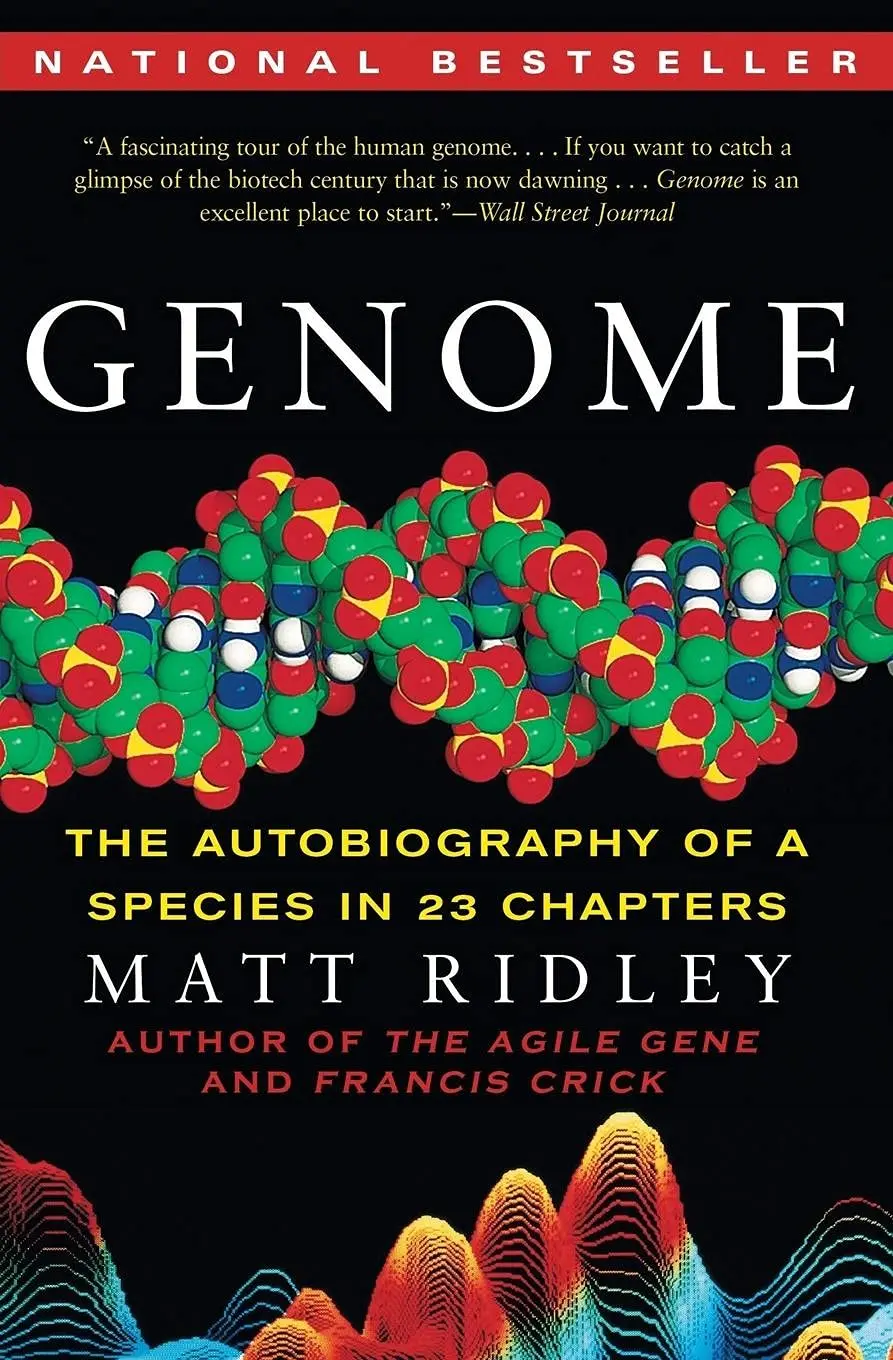 NATIONAL BESTSELLER
“A fascinating tour of the human genome. . . . If you want to catch a
glimpse of the biotech century that is now dawning . . . Genome is an
excellent place to start.”—Wall Street Journal
GENOME
THE AUTOBIOGRAPHY OF A
SPECIES IN 23 CHAPTERS
MATT RIDLEY
AUTHOR OF THE AGILE GENE
AND FRANCIS CRICK